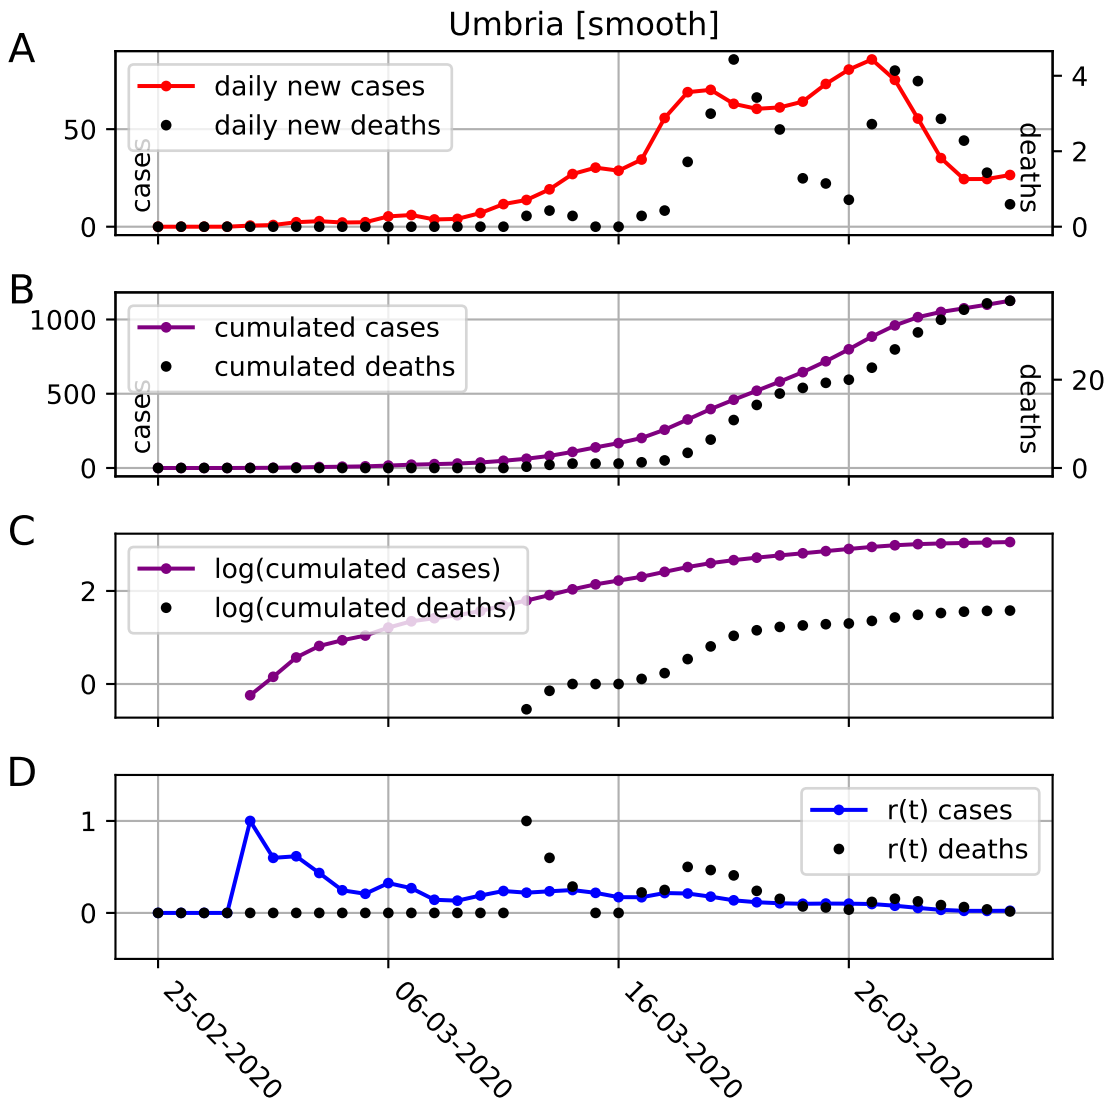 Umbria [smooth]
A
daily new cases
daily new deaths
50
0
cases
4
2
0
deaths
B
cumulated cases
cumulated deaths
1000
500
0
cases
20
0
deaths
C
log(cumulated cases)
log(cumulated deaths)
2
0
D
r(t) cases
r(t) deaths
1
0
25-02-2020
06-03-2020
16-03-2020
26-03-2020